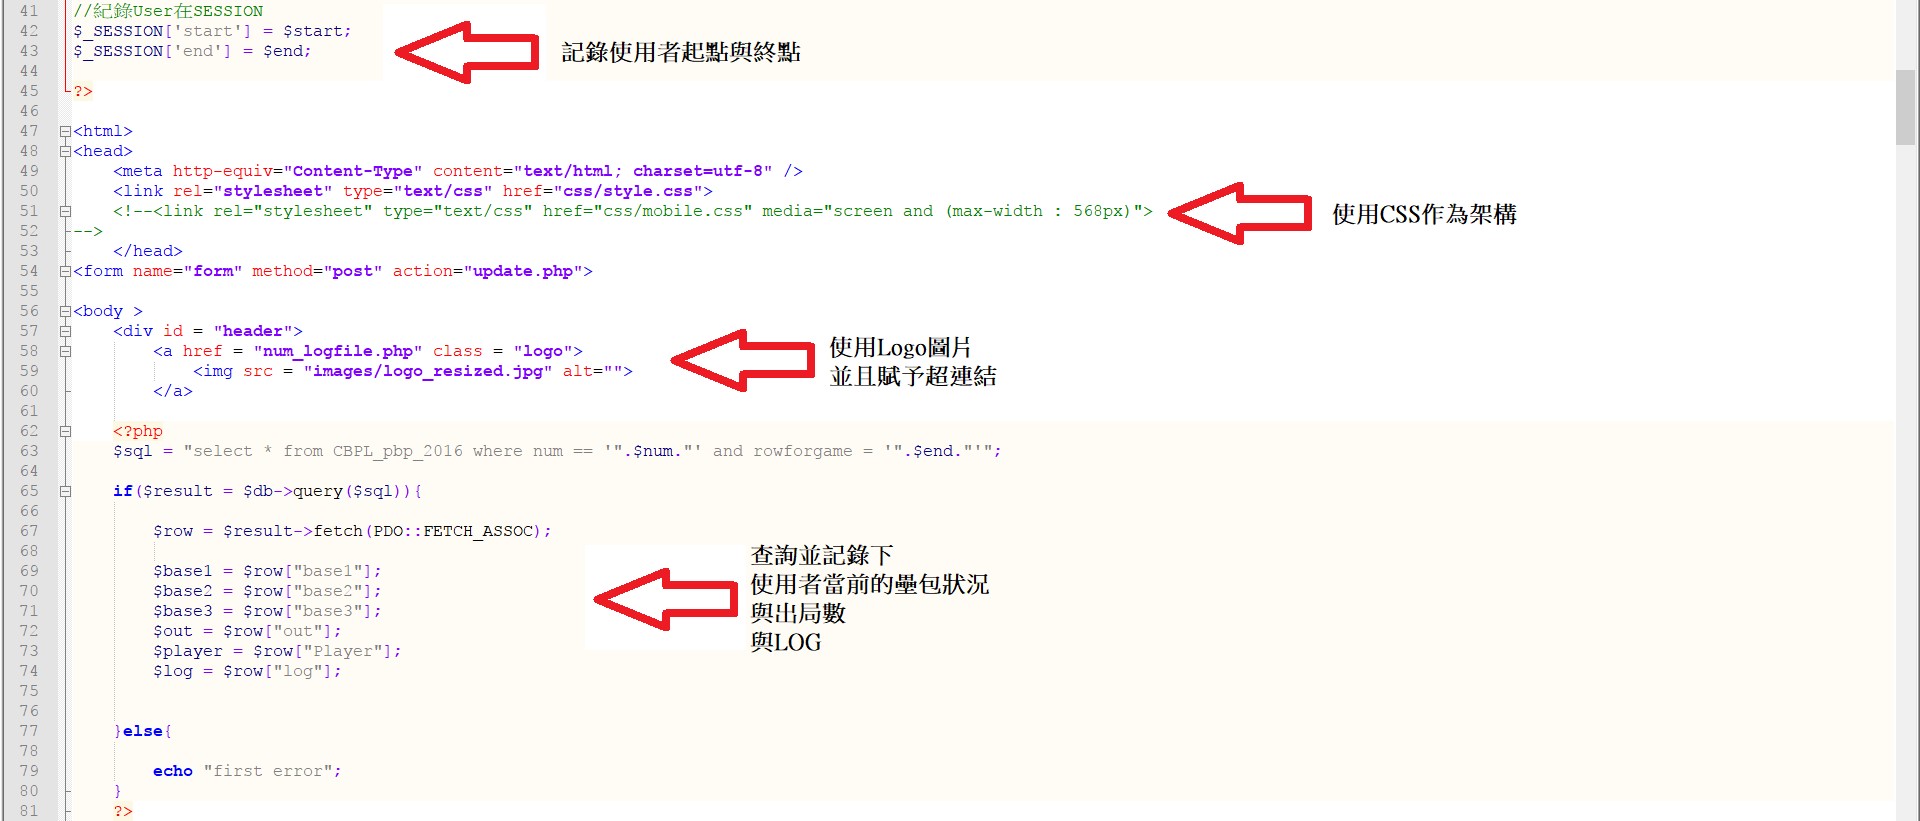 41 //紀錄User在SESSION
42 $_SESSION['start'] = $start;
43 $_SESSION['end'] = $end;
記錄使用者起點與終點
44
45 ?>
46
47 <html>
48 <head>
49 <meta http-equiv="Content-Type" content="text/html; charset=utf-8" />
50 <link rel="stylesheet" type="text/css" href="css/style.css">
51 <!--<link rel="stylesheet" type="text/css" href="css/mobile.css" media="screen and (max-width : 568px)">
使用CSS作為架構
52 -->
53 </head>
54 <form name="form" method="post" action="update.php">
55
56 <body >
57 <div id = "header">
58 <a href = "num_logfile.php" class = "logo">
使用Logo圖片
59 <img src = "images/logo_resized.jpg" alt="">
並且賦予超連結
60 </a>
61
62 <?php
63 $sql = "select * from CBPL_pbp_2016 where num == '".$num."' and rowforgame = '".$end."'";
64
65 if($result = $db->query($sql)){
66
67 $row = $result->fetch(PDO::FETCH_ASSOC);
68
查詢並記錄下
69 $base1 = $row["base1"];
70 $base2 = $row["base2"];
使用者當前的壘包狀況
71 $base3 = $row["base3"];
與出局數
72 $out = $row["out"];
73 $player = $row["Player"];
與LOG
74 $log = $row["log"];
75
76
77 }else{
78
79 echo "first error";
80 }
81 ?>